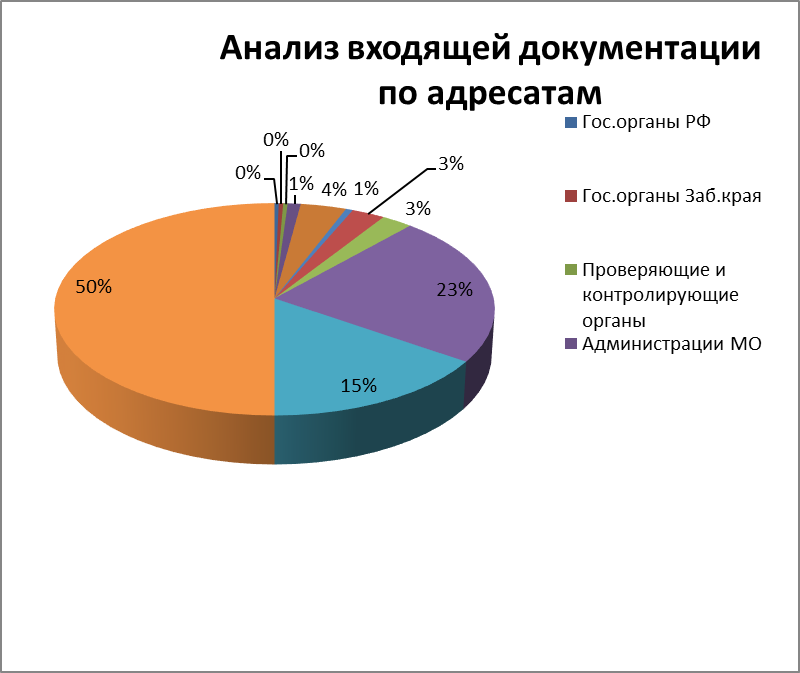 Анализ входящей документации
по адресатам
Гос.органы РФ
Гос.органы Заб.края
Проверяющие и
контролирующие
органы
Администрации МО
0%
0%
0%
1%
4%
1%
3%
3%
23%
15%
50%